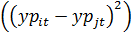 ((yp_{it} − yp_{jt})^2)